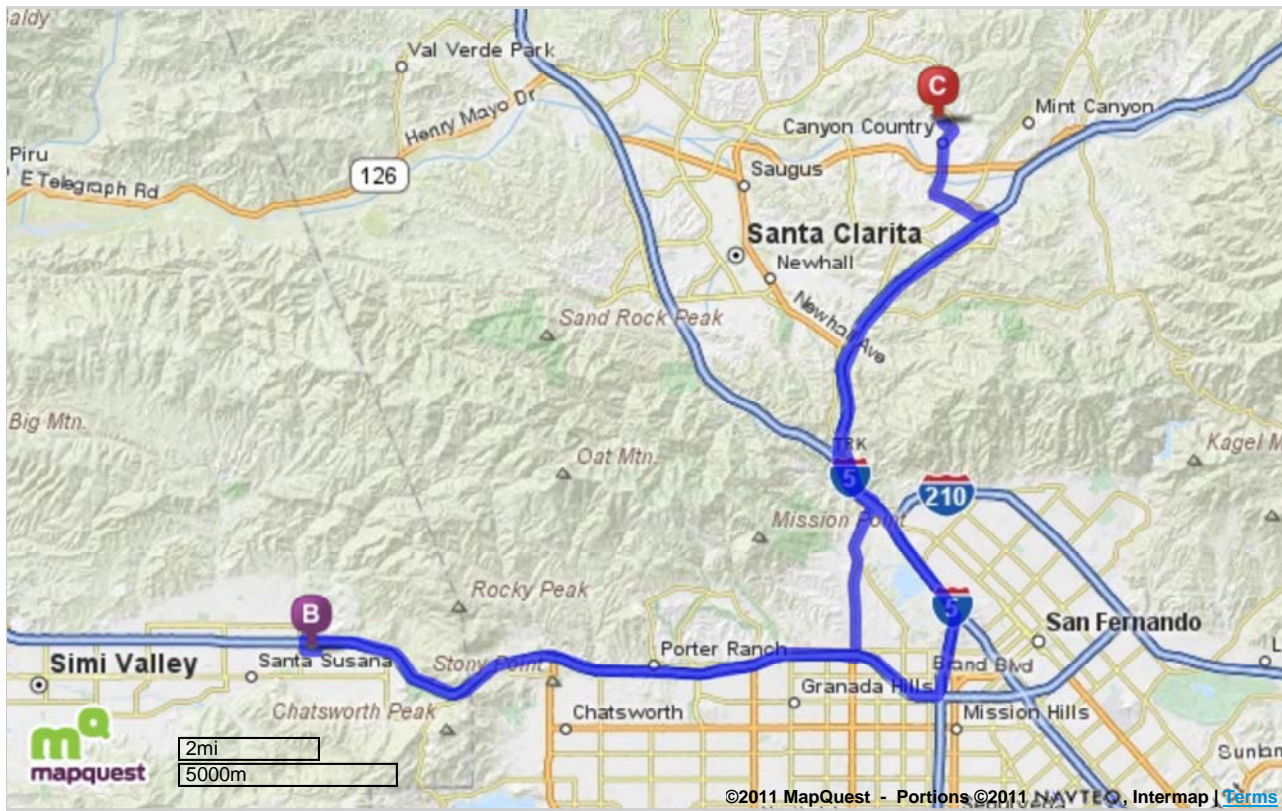 aldy
Val Verde Park
Henry Mayo Dr
C
Mint Canyon
Canyon Country
Piru
E Telegraph Rd
126
Saugus
Santa Clarita
Newhall
Newhall Ave
Sand Rock Peak
Big Mtn.
Oat Mtn.
TRK
5
Kagel M
210
Mission Point
Rocky Peak
B
5
San Fernando
Simi Valley
Santa Susana
Stony Point
Porter Ranch
Brand Blvd
L
Granada Hills
Chatsworth Peak
Chatsworth
Mission Hills
mQ
mapquest
2mi
5000m
Sunlan
©2011 MapQuest - Portions ©2011 NAVTEQ, Intermap | Terms